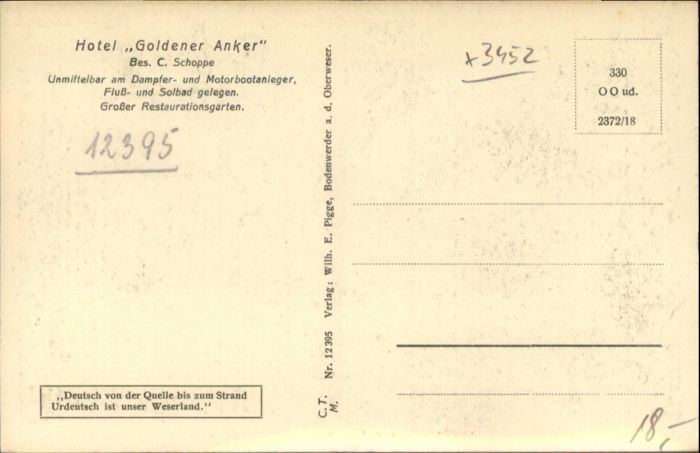 Hotel „Goldener Anker"
Bes. C. Schoppe
Unmittelbar am Dampfer- und Motorbootanleger,
Fluß- und Solbad gelegen.
Großer Restaurationsgarten.
12395
„Deutsch von der Quelle bis zum Strand
Urdeutsch ist unser Weserland."
C. T. M. Nr. 12395 Verlag: Wilh. E. Pigge, Bodenwerder a. d. Oberweser.
x3452
330
O O ud.
2372/18
18,-